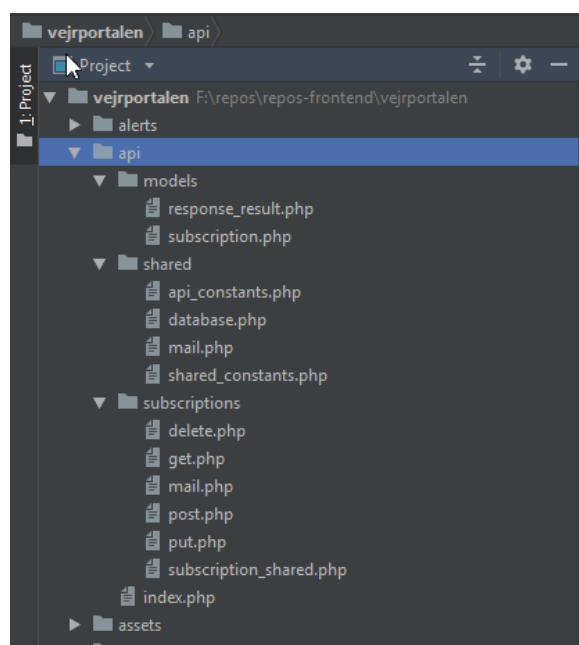 vejrportalen api
1: Project
Project
vejrportalen F:\repos\repos-frontend\vejrportalen
alerts
api
models
response_result.php
subscription.php
shared
api_constants.php
database.php
mail.php
shared_constants.php
subscriptions
delete.php
get.php
mail.php
post.php
put.php
subscription_shared.php
index.php
assets